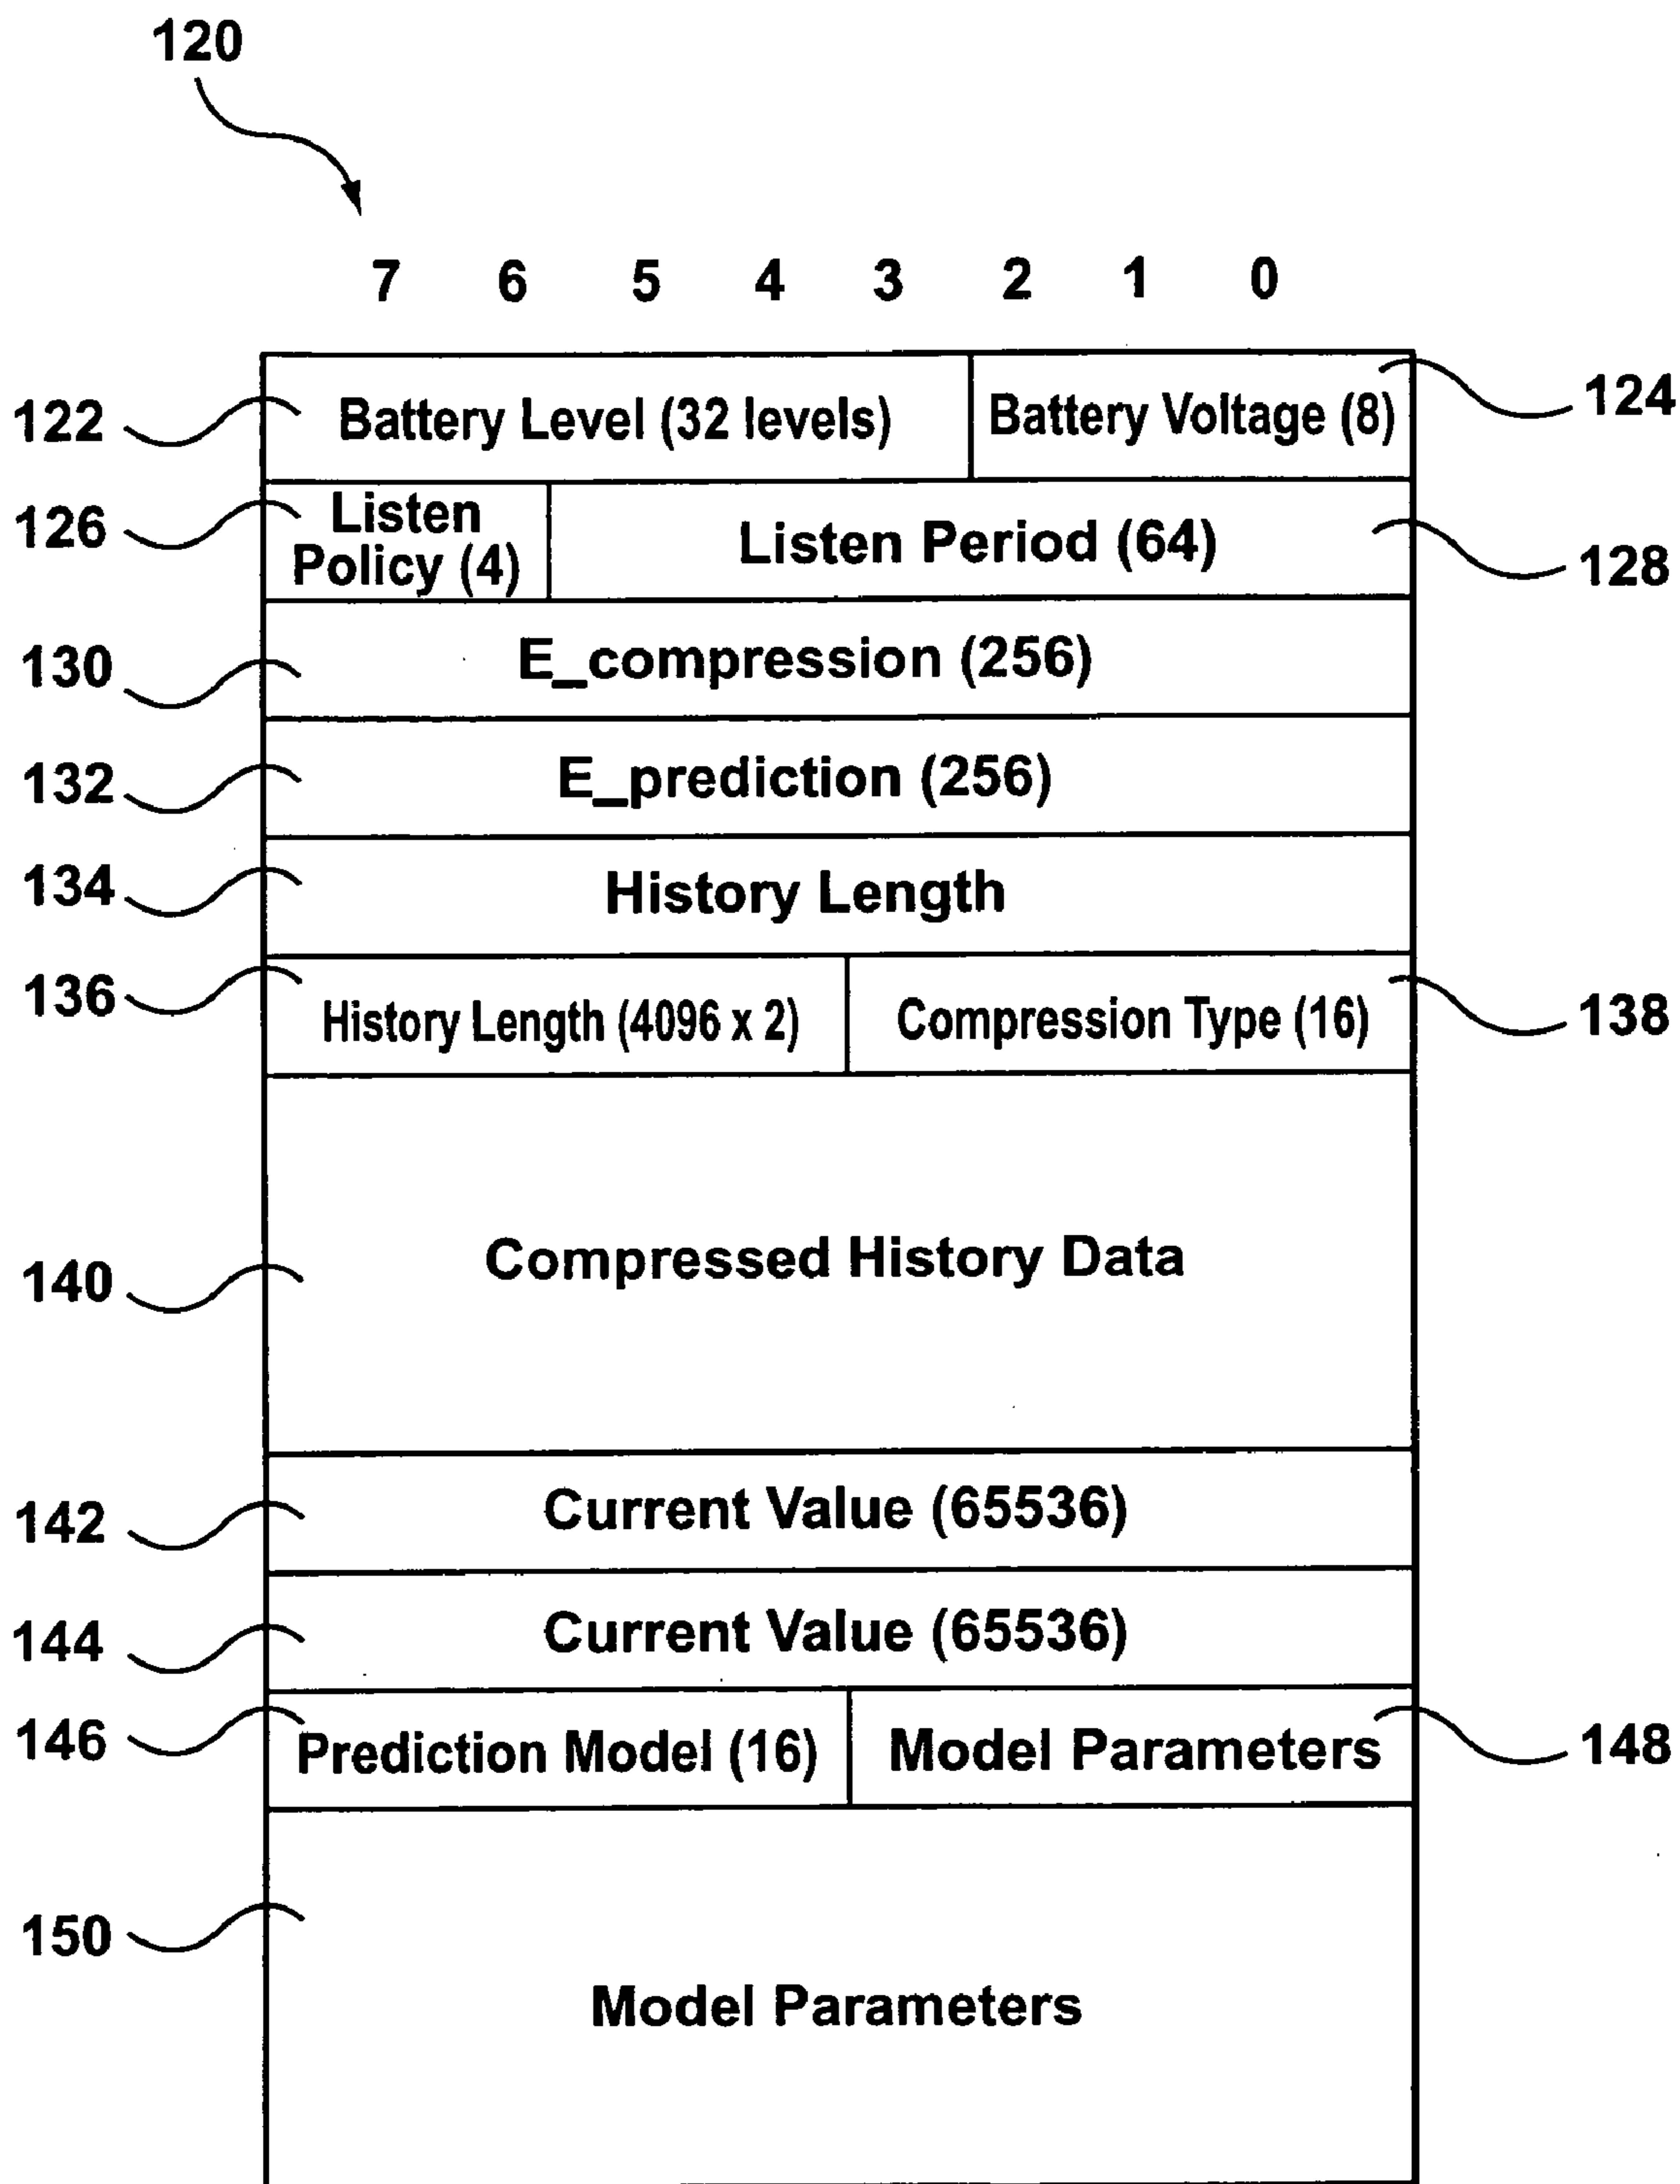 120
7 6 5 4 3 2 1 0
122 Battery Level (32 levels) Battery Voltage (8) 124
126 Listen
Policy (4) Listen Period (64) 128
130 E_compression (256)
132 E_prediction (256)
134 History Length
136 History Length (4096 x 2) Compression Type (16) 138
140 Compressed History Data
142 Current Value (65536)
144 Current Value (65536)
146 Prediction Model (16) Model Parameters 148
150 Model Parameters